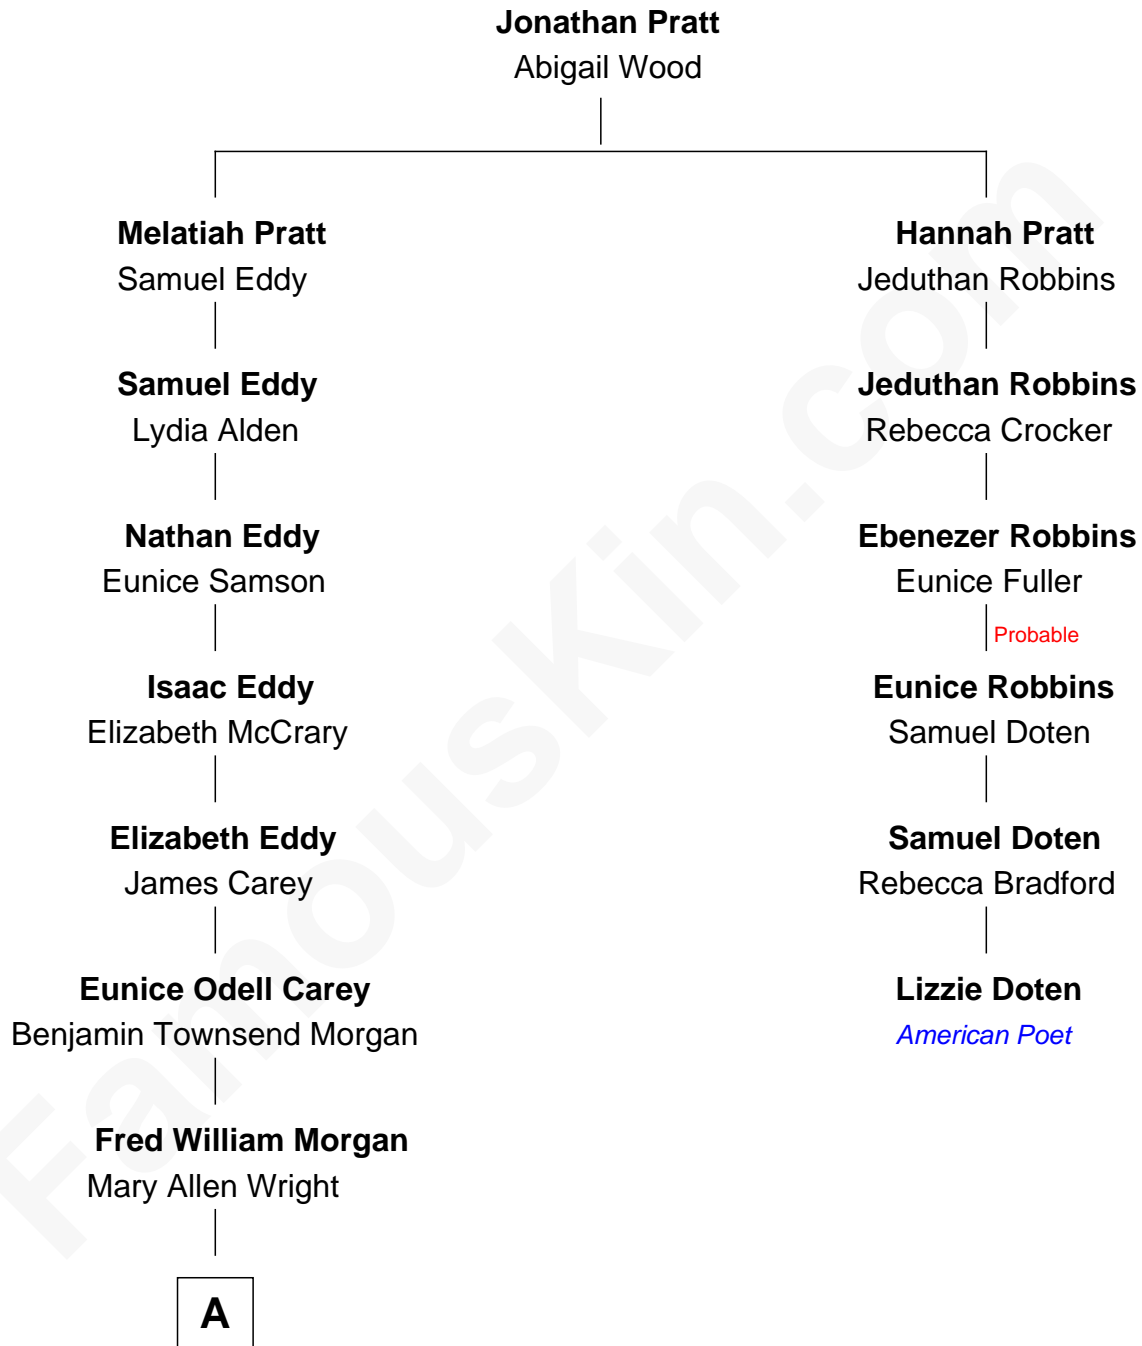 Jonathan Pratt
Abigail Wood
Melatiah Pratt
Samuel Eddy
Hannah Pratt
Jeduthan Robbins
Samuel Eddy
Lydia Alden
Jeduthan Robbins
Rebecca Crocker
Nathan Eddy
Eunice Samson
Ebenezer Robbins
Eunice Fuller
Probable
Isaac Eddy
Elizabeth McCrary
Eunice Robbins
Samuel Doten
Elizabeth Eddy
James Carey
Samuel Doten
Rebecca Bradford
Eunice Odell Carey
Benjamin Townsend Morgan
Lizzie Doten
American Poet
Fred William Morgan
Mary Allen Wright
A
FamousKin.com